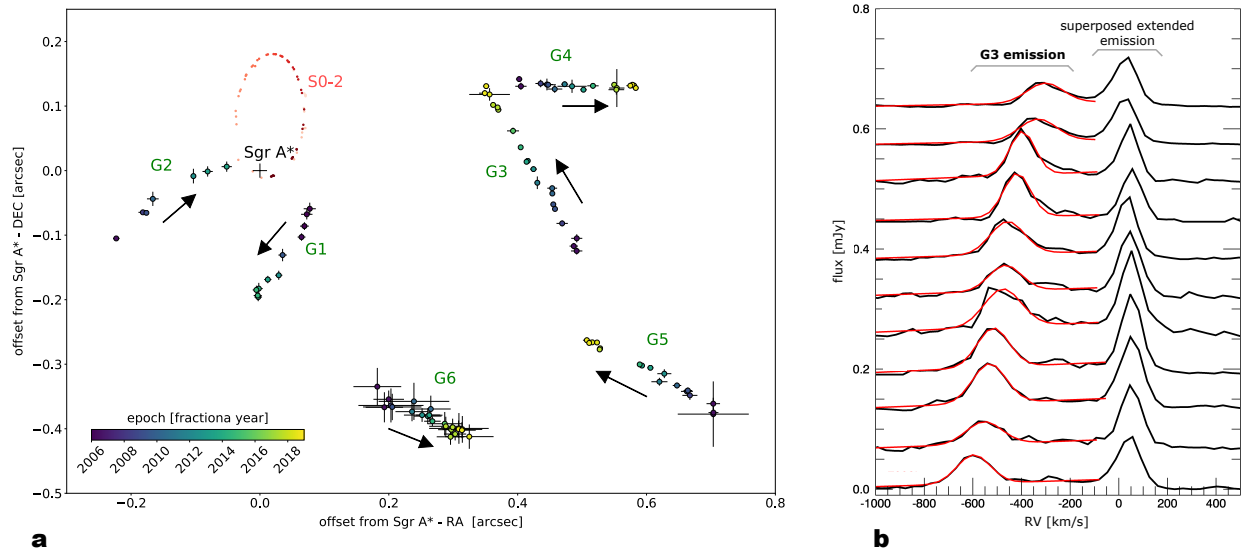 0.2
0.1
0.0
−0.1
−0.2
−0.3
−0.4
−0.5
offset from Sgr A* - DEC [arcsec]
−0.2
0.0
0.2
0.4
0.6
0.8
offset from Sgr A* - RA [arcsec]
S0-2
Sgr A*
G2
G1
G4
G3
G5
G6
epoch [fractiona year]
2006
2008
2010
2012
2014
2016
2018
a
superposed extended
emission
G3 emission
0.8
0.6
0.4
0.2
0.0
flux [mJy]
-1000
-800
-600
-400
-200
0
200
400
RV [km/s]
b